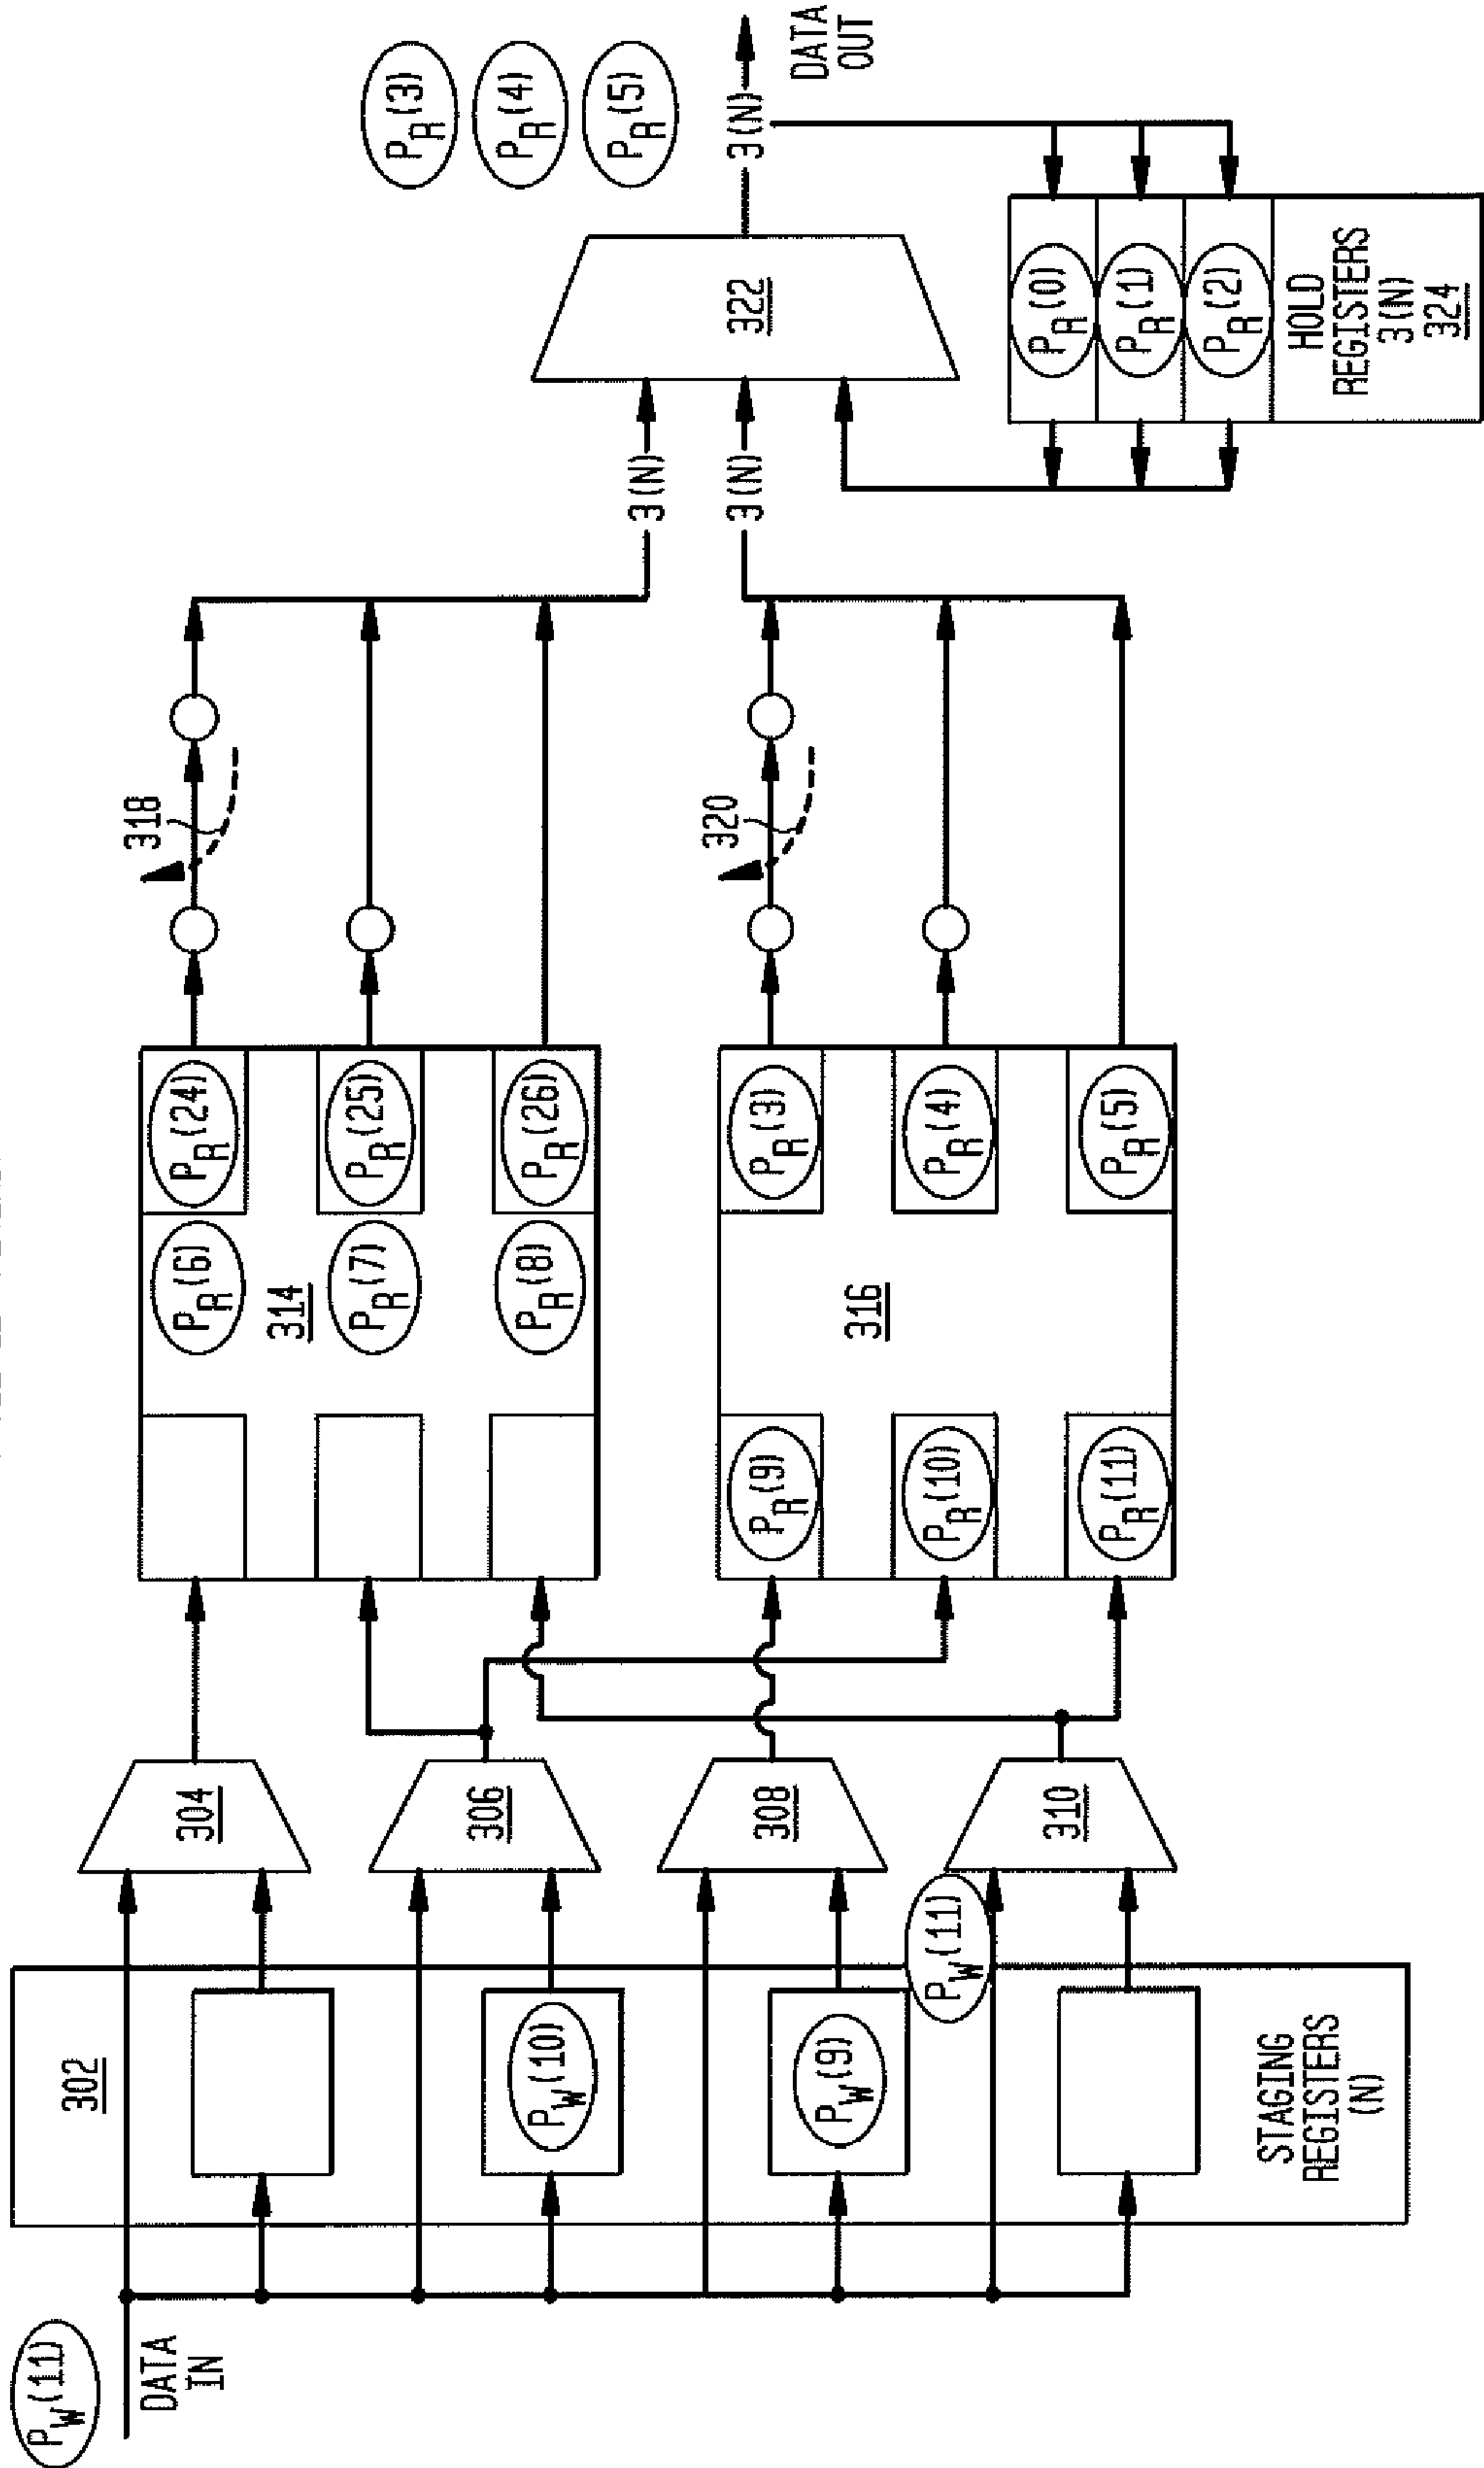 P_W(11)
DATA
IN
302
P_W(10)
P_W(9)
P_W(11)
STAGING
REGISTERS
(N)
304
306
308
310
P_R(6)
P_R(7)
P_R(8)
314
P_R(24)
P_R(25)
P_R(26)
P_R(9)
P_R(10)
P_R(11)
316
P_R(3)
P_R(4)
P_R(5)
318
320
3(N)
3(N)
322
P_R(0)
P_R(1)
P_R(2)
HOLD
REGISTERS
3(N)
324
3(N)
P_R(3)
P_R(4)
P_R(5)
DATA
OUT